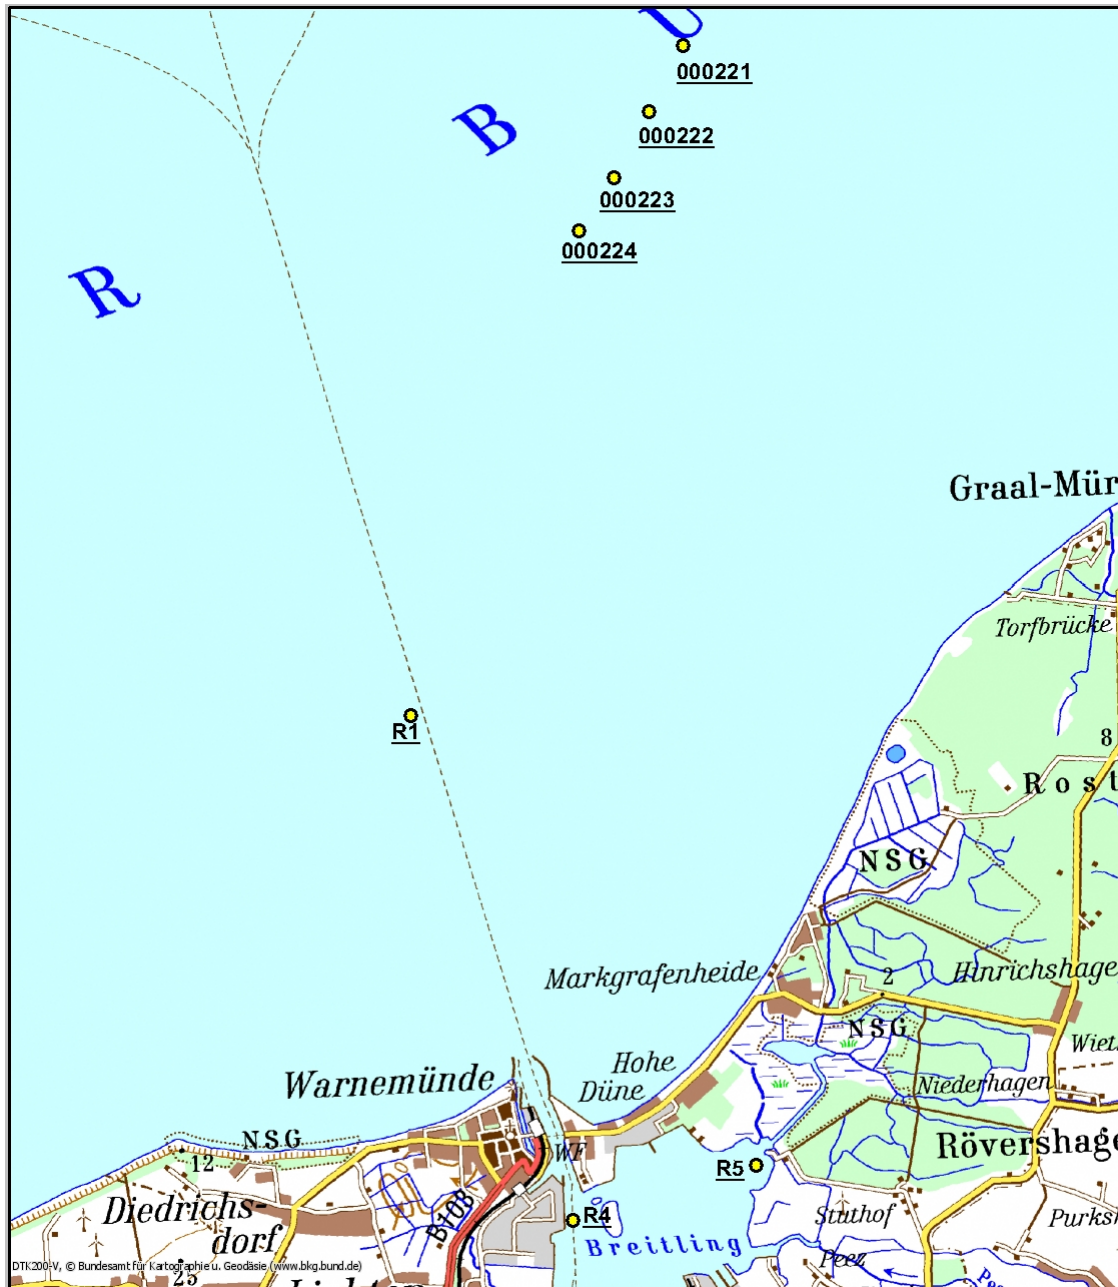 U
000221
B
000222
000223
000224
R
Graal-Mür
Torfbrücke
R1
8
Rost
NSG
Markgrafenheide
2
Hinrichshage
NSG
Wiet
Hohe
Düne
Warnemünde
Niederhagen
NSG
12
WF
R5
Rövershage
Diedrichs-
dorf
B103
R4
Stuthof
Purksh
Breitling
Peez
25
DTK200-V, © Bundesamt für Kartographie u. Geodäsie (www.bkg.bund.de)